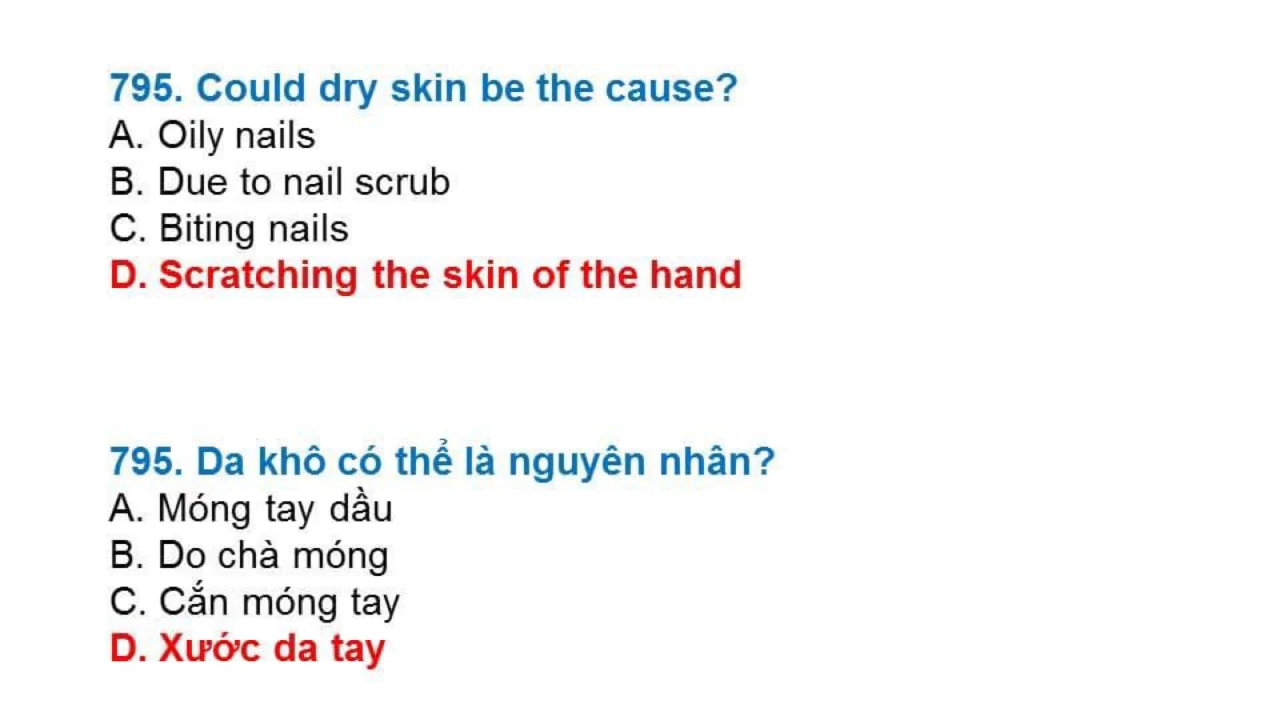 795. Could dry skin be the cause?
A. Oily nails
B. Due to nail scrub
C. Biting nails
D. Scratching the skin of the hand
795. Da khô có thể là nguyên nhân?
A. Móng tay dầu
B. Do chà móng
C. Cắn móng tay
D. Xước da tay